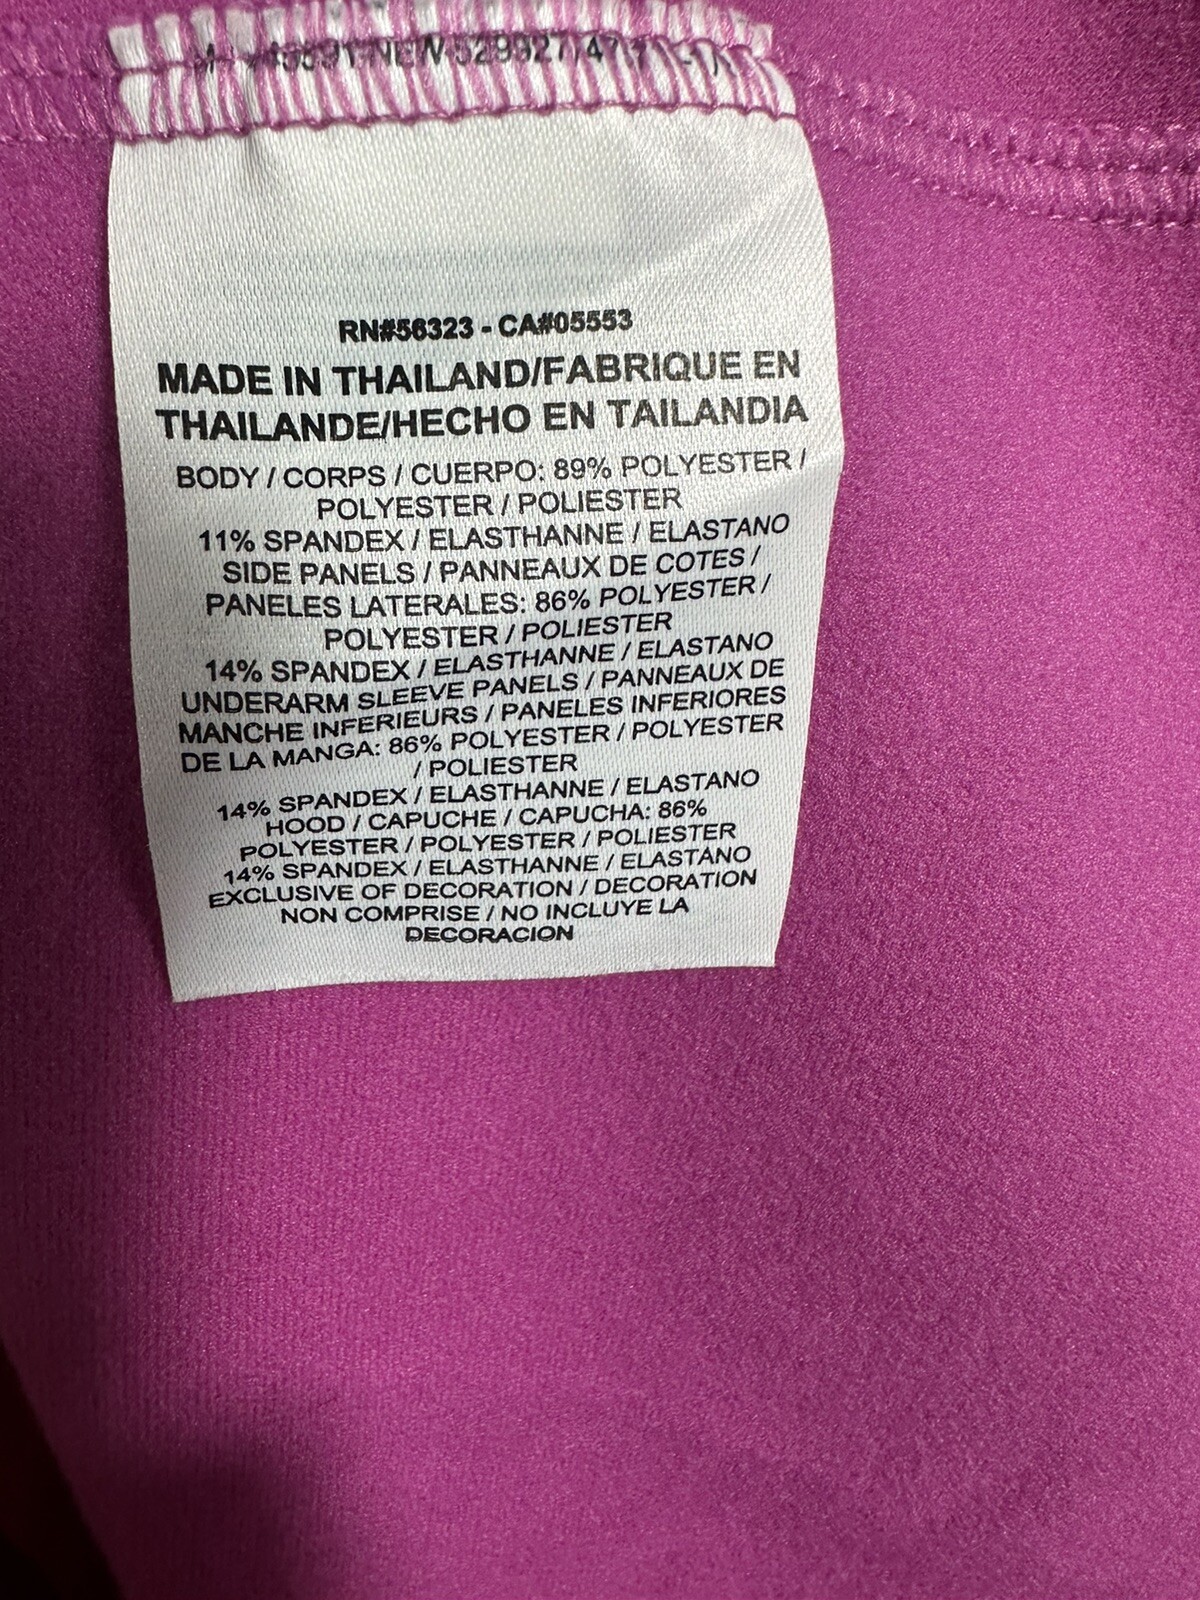 NEW 529927/47
RN#56323 - CA#05553
MADE IN THAILAND/FABRIQUE EN
THAILANDE/HECHO EN TAILANDIA
BODY / CORPS / CUERPO: 89% POLYESTER /
POLYESTER / POLIESTER
11% SPANDEX / ELASTHANNE / ELASTANO
SIDE PANELS / PANNEAUX DE COTES /
PANELES LATERALES: 86% POLYESTER /
POLYESTER / POLIESTER
14% SPANDEX / ELASTHANNE / ELASTANO
UNDERARM SLEEVE PANELS / PANNEAUX DE
MANCHE INFERIEURS / PANELES INFERIORES
DE LA MANGA: 86% POLYESTER / POLYESTER
/ POLIESTER
14% SPANDEX / ELASTHANNE / ELASTANO
HOOD / CAPUCHE / CAPUCHA: 86%
POLYESTER / POLYESTER / POLIESTER
14% SPANDEX / ELASTHANNE / ELASTANO
EXCLUSIVE OF DECORATION / DECORATION
NON COMPRISE / NO INCLUYE LA
DECORACION